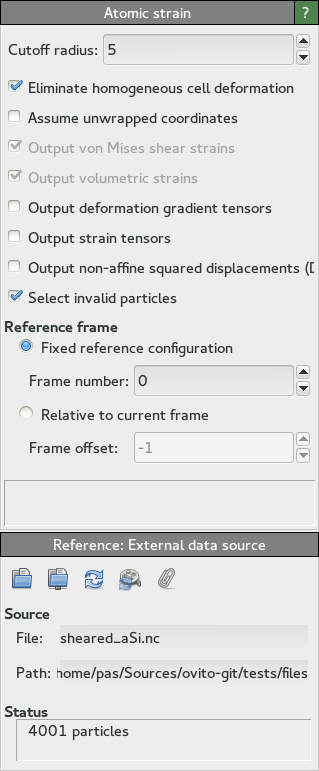 Atomic strain ?
Cutoff radius: 5
Eliminate homogeneous cell deformation
Assume unwrapped coordinates
Output von Mises shear strains
Output volumetric strains
Output deformation gradient tensors
Output strain tensors
Output non-affine squared displacements (D
Select invalid particles
Reference frame
Fixed reference configuration
Frame number: 0
Relative to current frame
Frame offset: -1
Reference: External data source
Source
File: sheared_aSi.nc
Path: home/pas/Sources/ovito-git/tests/files
Status
4001 particles